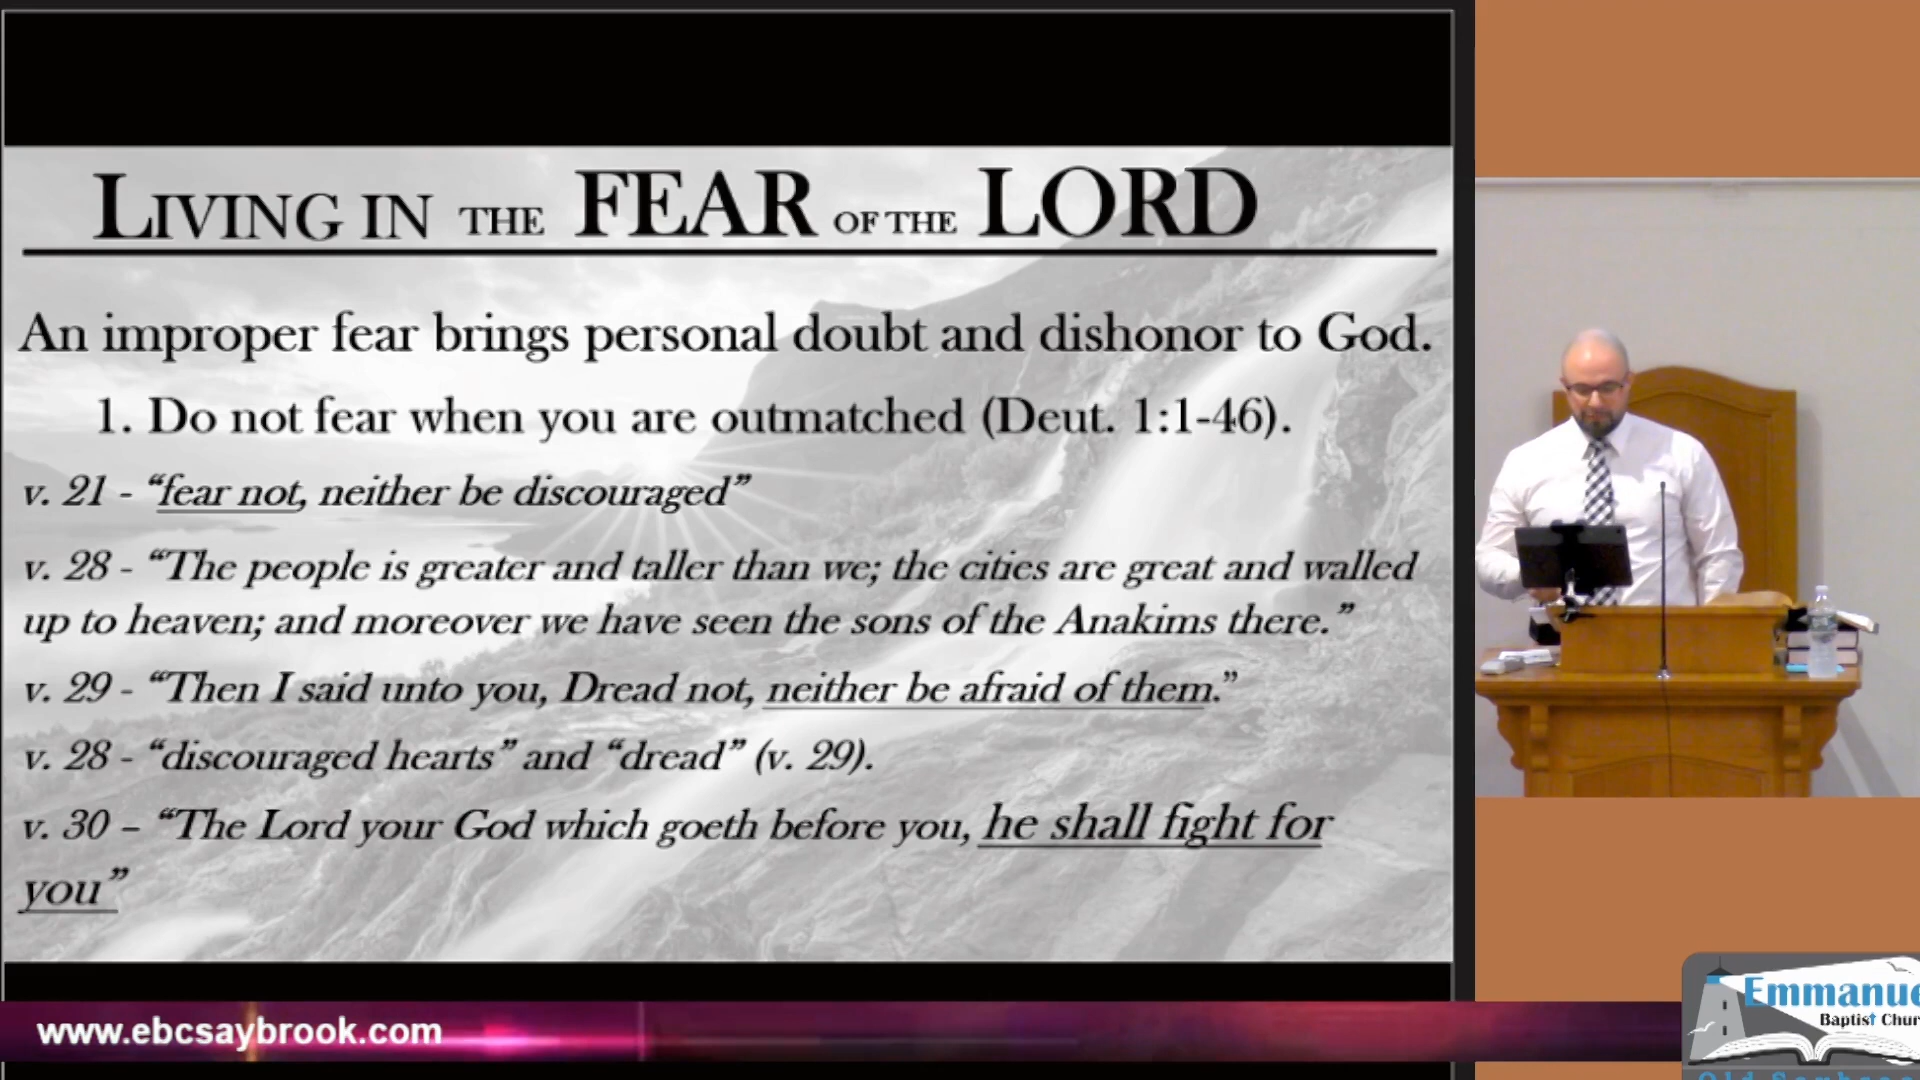 LIVING IN THE FEAR OF THE LORD
An improper fear brings personal doubt and dishonor to God.
1. Do not fear when you are outmatched (Deut. 1:1-46).
v. 21 - “fear not, neither be discouraged”
v. 28 - “The people is greater and taller than we; the cities are great and walled
up to heaven; and moreover we have seen the sons of the Anakims there.”
v. 29 - “Then I said unto you, Dread not, neither be afraid of them.”
v. 28 - “discouraged hearts” and “dread” (v. 29).
v. 30 – “The Lord your God which goeth before you, he shall fight for
you”
www.ebcsaybrook.com
Emmanue
Baptist Chur